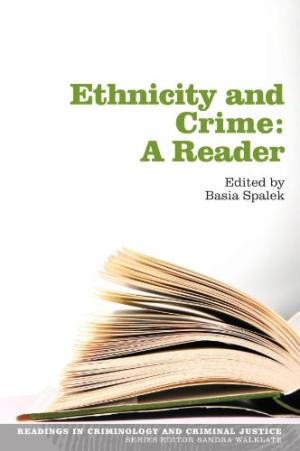 Ethnicity and
Crime:
A Reader
Edited by
Basia Spalek
READINGS IN CRIMINOLOGY AND CRIMINAL JUSTICE
SERIES EDITOR SANDRA WALKLATE